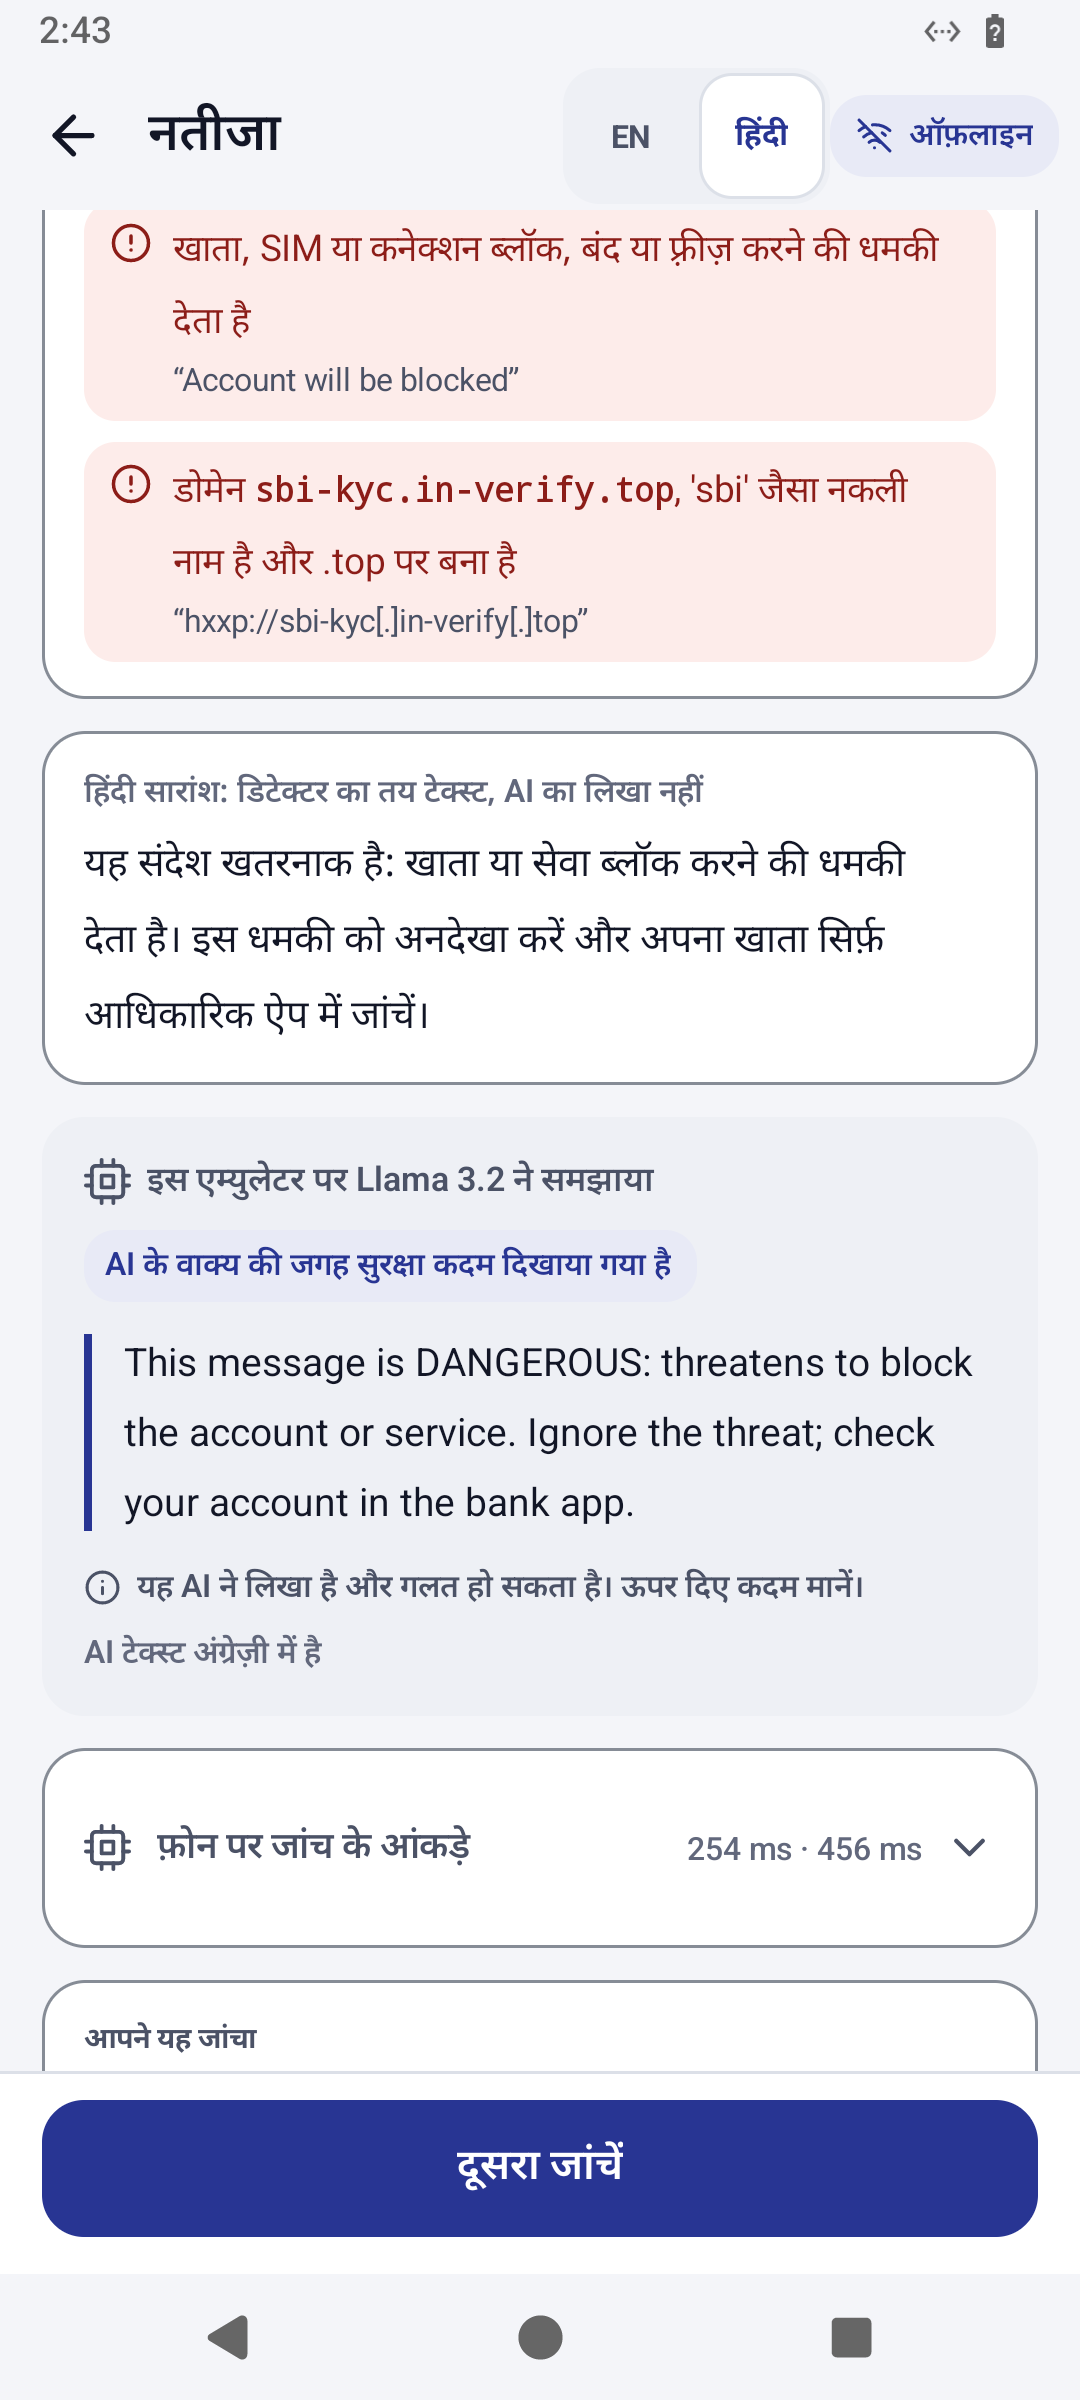 2:43
नतीजा
EN
हिंदी
ऑफ़लाइन
खाता, SIM या कनेक्शन ब्लॉक, बंद या फ़्रीज़ करने की धमकी
देता है
“Account will be blocked”
डोमेन sbi-kyc.in-verify.top, 'sbi' जैसा नकली
नाम है और .top पर बना है
“hxxp://sbi-kyc[.]in-verify[.]top”
हिंदी सारांश: डिटेक्टर का तय टेक्स्ट, AI का लिखा नहीं
यह संदेश खतरनाक है: खाता या सेवा ब्लॉक करने की धमकी
देता है। इस धमकी को अनदेखा करें और अपना खाता सिर्फ़
आधिकारिक ऐप में जांचें।
इस एम्युलेटर पर Llama 3.2 ने समझाया
AI के वाक्य की जगह सुरक्षा कदम दिखाया गया है
This message is DANGEROUS: threatens to block
the account or service. Ignore the threat; check
your account in the bank app.
यह AI ने लिखा है और गलत हो सकता है। ऊपर दिए कदम मानें।
AI टेक्स्ट अंग्रेज़ी में है
फ़ोन पर जांच के आंकड़े
254 ms · 456 ms
आपने यह जांचा
दूसरा जांचें